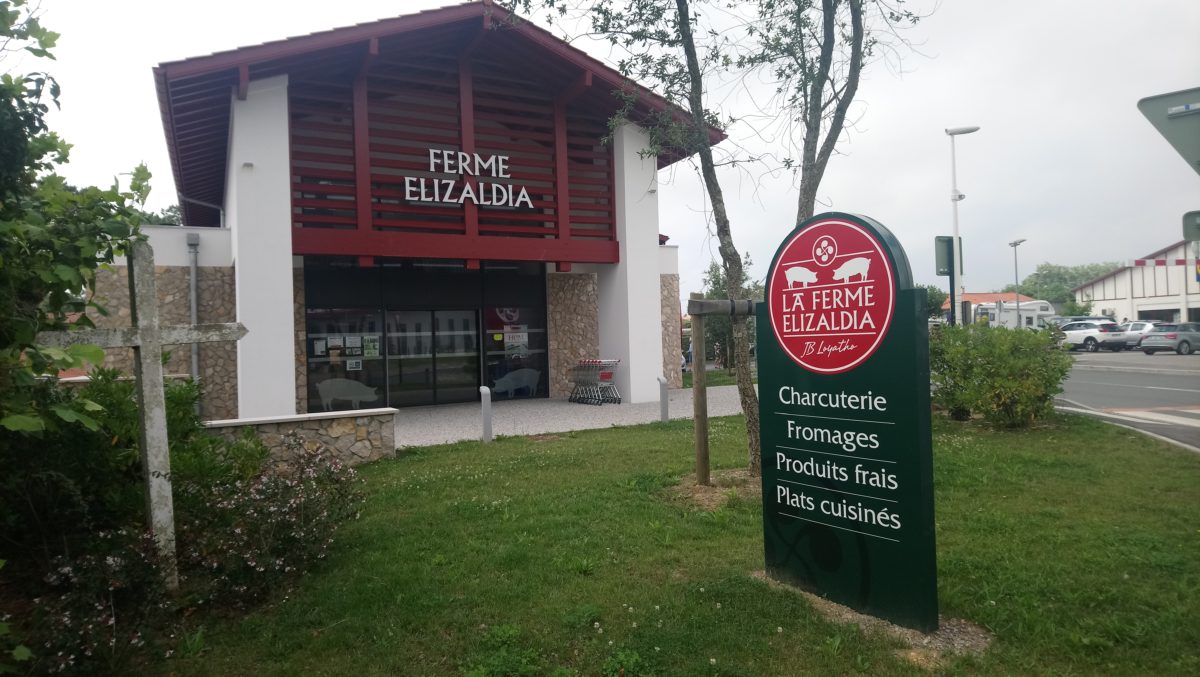 FERME
ELIZALDIA
LA FERME
ELIZALDIA
JB Loyatho
Charcuterie
Fromages
Produits frais
Plats cuisinés